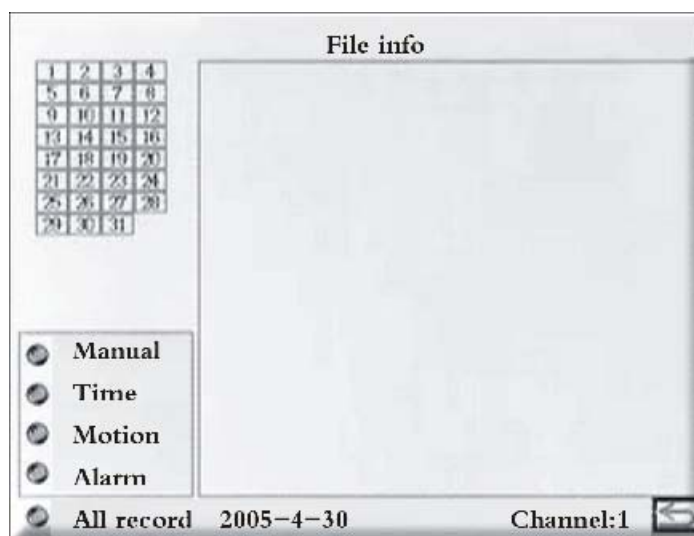 File info
1 2 3 4
5 6 7 8
9 10 11 12
13 14 15 16
17 18 19 20
21 22 23 24
25 26 27 28
29 30 31
Manual
Time
Motion
Alarm
All record 2005-4-30 Channel:1